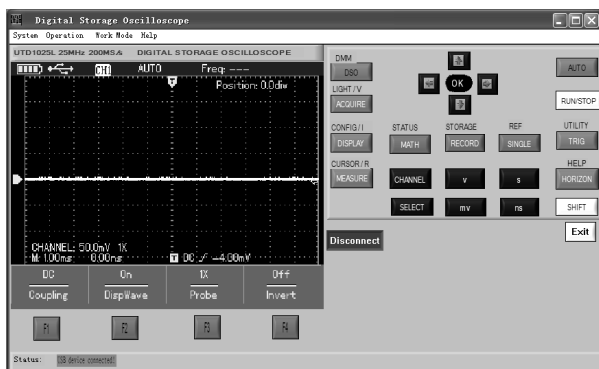 Digital Storage Oscilloscope
System Operation Work Mode Help
UTD1025L 25MHz 200MS/s DIGITAL STORAGE OSCILLOSCOPE
CH1 AUTO Freq: ---
T Position: 0.0div
CHANNEL: 50.0mV 1X
M: 1.00ms 0.00ns T DC -4.00mV
DC On 1X Off
Coupling DispWave Probe Invert
F1 F2 F3 F4
Status: USB device connected!
DMM
DSO OK AUTO
LIGHT/V
ACQUIRE RUN/STOP
CONFIG/I STATUS STORAGE REF UTILITY
DISPLAY MATH RECORD SINGLE TRIG
CURSOR/R HELP
MEASURE CHANNEL v s HORIZON
SELECT mv ns SHIFT
Disconnect Exit